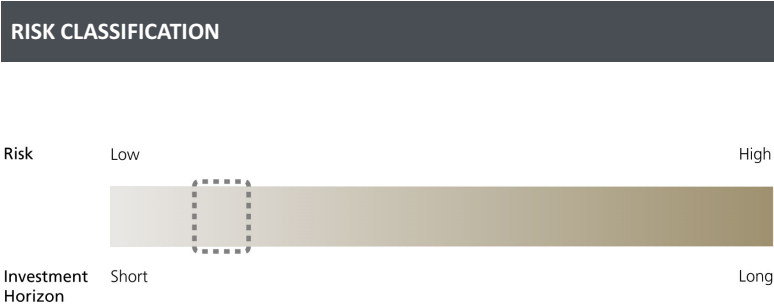 RISK CLASSIFICATION
Risk Low High
Investment Short Long
Horizon